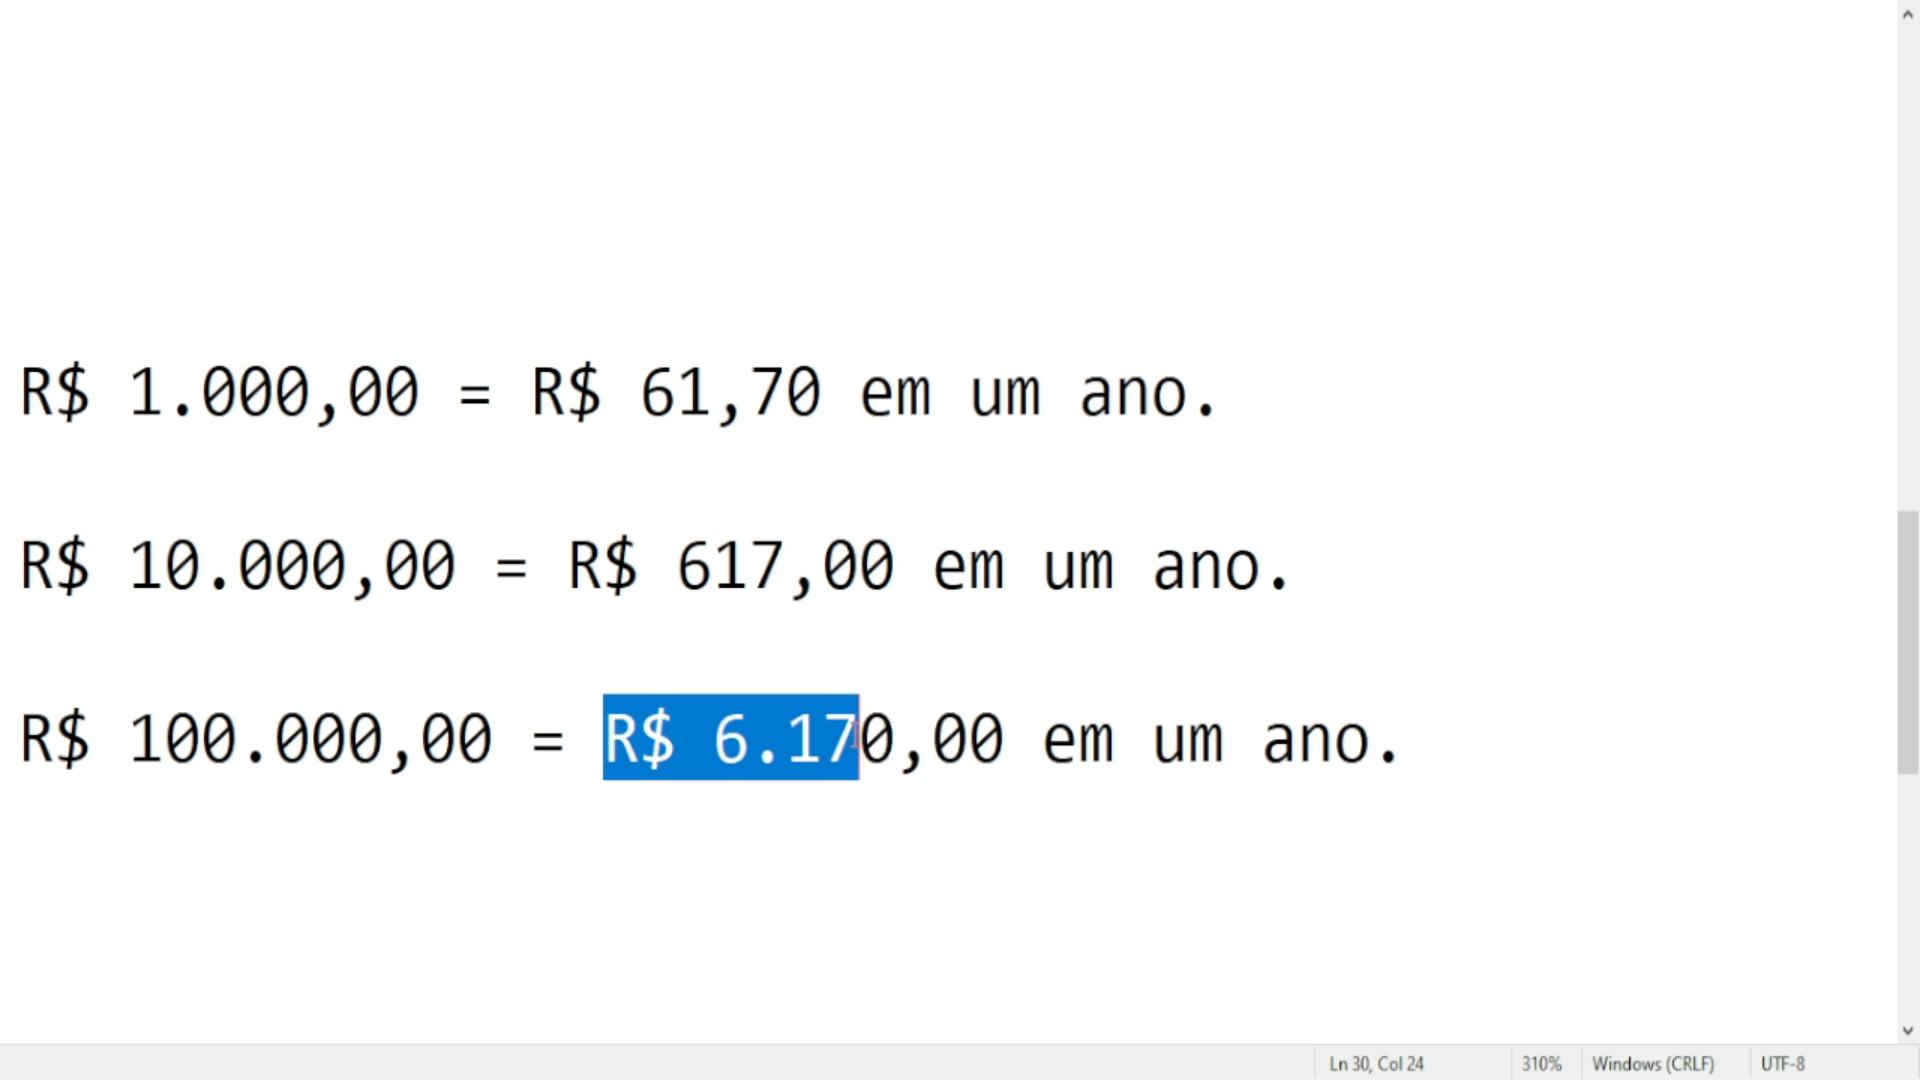 R$ 1.000,00 = R$ 61,70 em um ano.
R$ 10.000,00 = R$ 617,00 em um ano.
R$ 100.000,00 = R$ 6.170,00 em um ano.
Ln 30, Col 24 310% Windows (CRLF) UTF-8